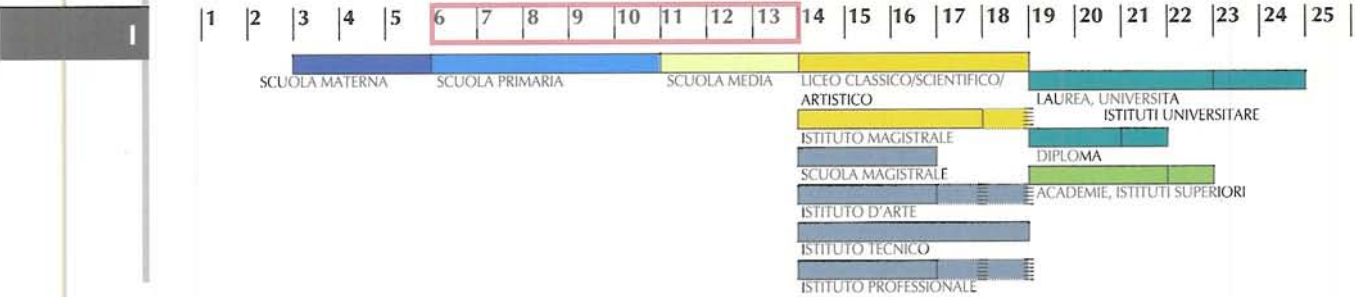 I
1 2 3 4 5 6 7 8 9 10 11 12 13 14 15 16 17 18 19 20 21 22 23 24 25
SCUOLA MATERNA SCUOLA PRIMARIA SCUOLA MEDIA LICEO CLASSICO/SCIENTIFICO/
ARTISTICO
LAUREA, UNIVERSITA
ISTITUTI UNIVERSITARE
ISTITUTO MAGISTRALE
DIPLOMA
SCUOLA MAGISTRALE
ACADEMIE, ISTITUTI SUPERIORI
ISTITUTO D'ARTE
ISTITUTO TECNICO
ISTITUTO PROFESSIONALE